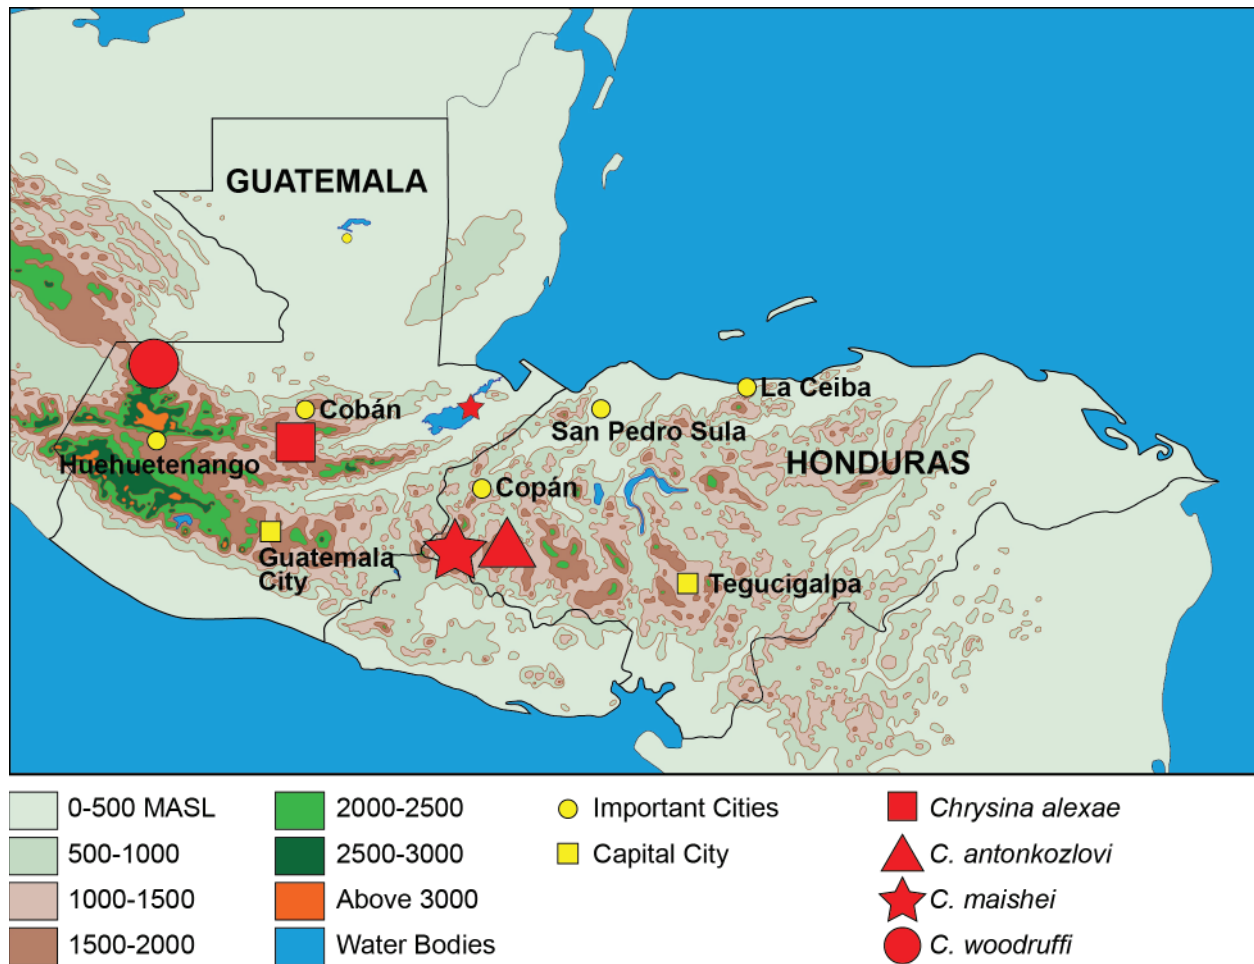 GUATEMALA
La Ceiba
Cobán
San Pedro Sula
Huehuetenango
HONDURAS
Copán
Guatemala
City
Tegucigalpa
0-500 MASL
500-1000
1000-1500
1500-2000
2000-2500
2500-3000
Above 3000
Water Bodies
Important Cities
Capital City
Chrysina alexae
C. antonkozlovi
C. maishei
C. woodruffi